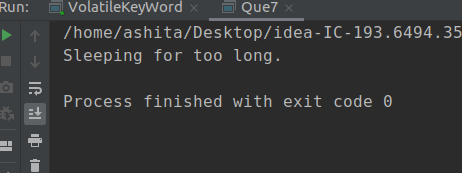 Run: VolatileKeyWord × Que7 ×
/home/ashita/Desktop/idea-IC-193.6494.35
Sleeping for too long.
Process finished with exit code 0